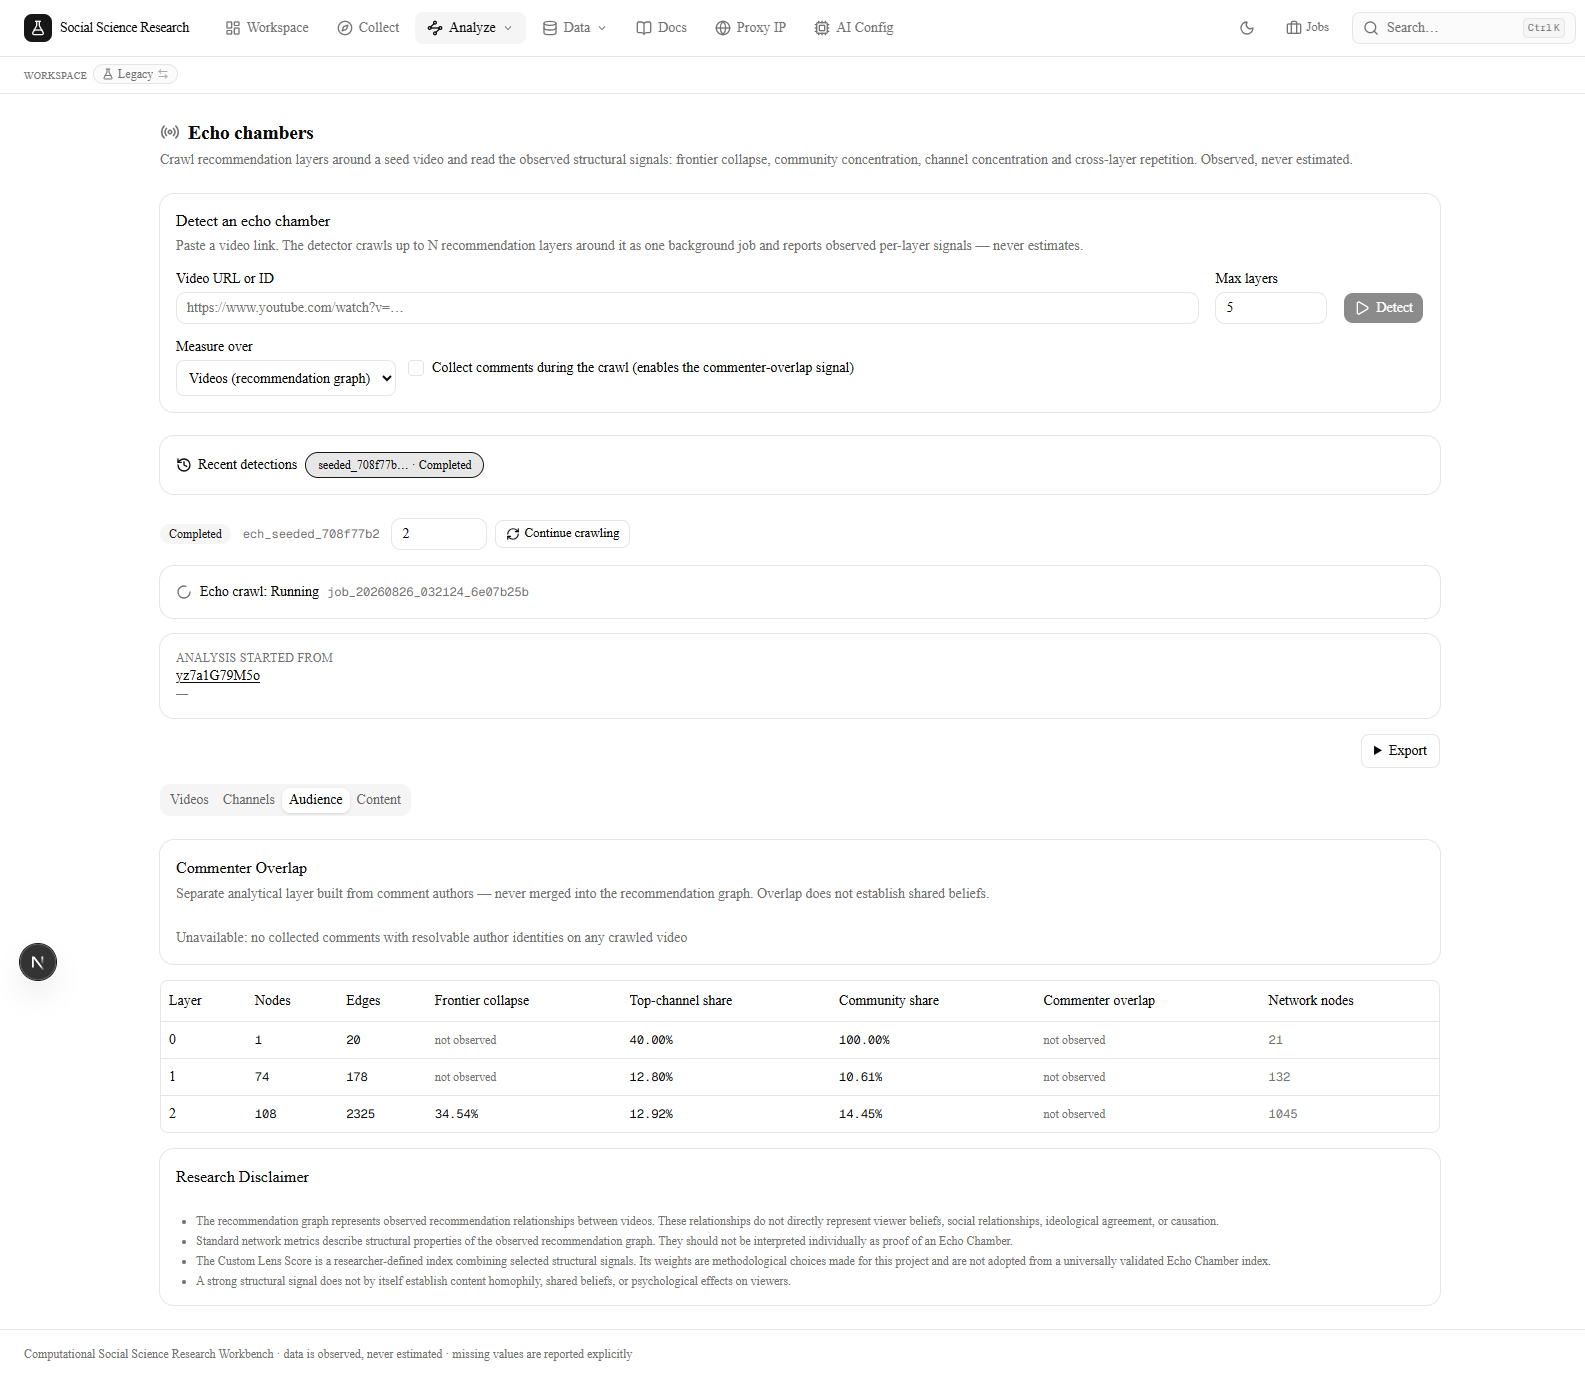 Social Science Research
Workspace
Collect
Analyze
Data
Docs
Proxy IP
AI Config
Jobs
Search…
Ctrl K
WORKSPACE
Legacy
Echo chambers
Crawl recommendation layers around a seed video and read the observed structural signals: frontier collapse, community concentration, channel concentration and cross-layer repetition. Observed, never estimated.
Detect an echo chamber
Paste a video link. The detector crawls up to N recommendation layers around it as one background job and reports observed per-layer signals — never estimates.
Video URL or ID
Max layers
https://www.youtube.com/watch?v=…
5
Detect
Measure over
Videos (recommendation graph)
Collect comments during the crawl (enables the commenter-overlap signal)
Recent detections
seeded_708f77b… · Completed
Completed
ech_seeded_708f77b2
2
Continue crawling
Echo crawl: Running
job_20260826_032124_6e07b25b
ANALYSIS STARTED FROM
yz7a1G79M5o
—
Export
Videos
Channels
Audience
Content
Commenter Overlap
Separate analytical layer built from comment authors — never merged into the recommendation graph. Overlap does not establish shared beliefs.
Unavailable: no collected comments with resolvable author identities on any crawled video
N
Layer Nodes Edges Frontier collapse Top-channel share Community share Commenter overlap Network nodes
0 1 20 not observed 40.00% 100.00% not observed 21
1 74 178 not observed 12.80% 10.61% not observed 132
2 108 2325 34.54% 12.92% 14.45% not observed 1045
Research Disclaimer
• The recommendation graph represents observed recommendation relationships between videos. These relationships do not directly represent viewer beliefs, social relationships, ideological agreement, or causation.
• Standard network metrics describe structural properties of the observed recommendation graph. They should not be interpreted individually as proof of an Echo Chamber.
• The Custom Lens Score is a researcher-defined index combining selected structural signals. Its weights are methodological choices made for this project and are not adopted from a universally validated Echo Chamber index.
• A strong structural signal does not by itself establish content homophily, shared beliefs, or psychological effects on viewers.
Computational Social Science Research Workbench · data is observed, never estimated · missing values are reported explicitly